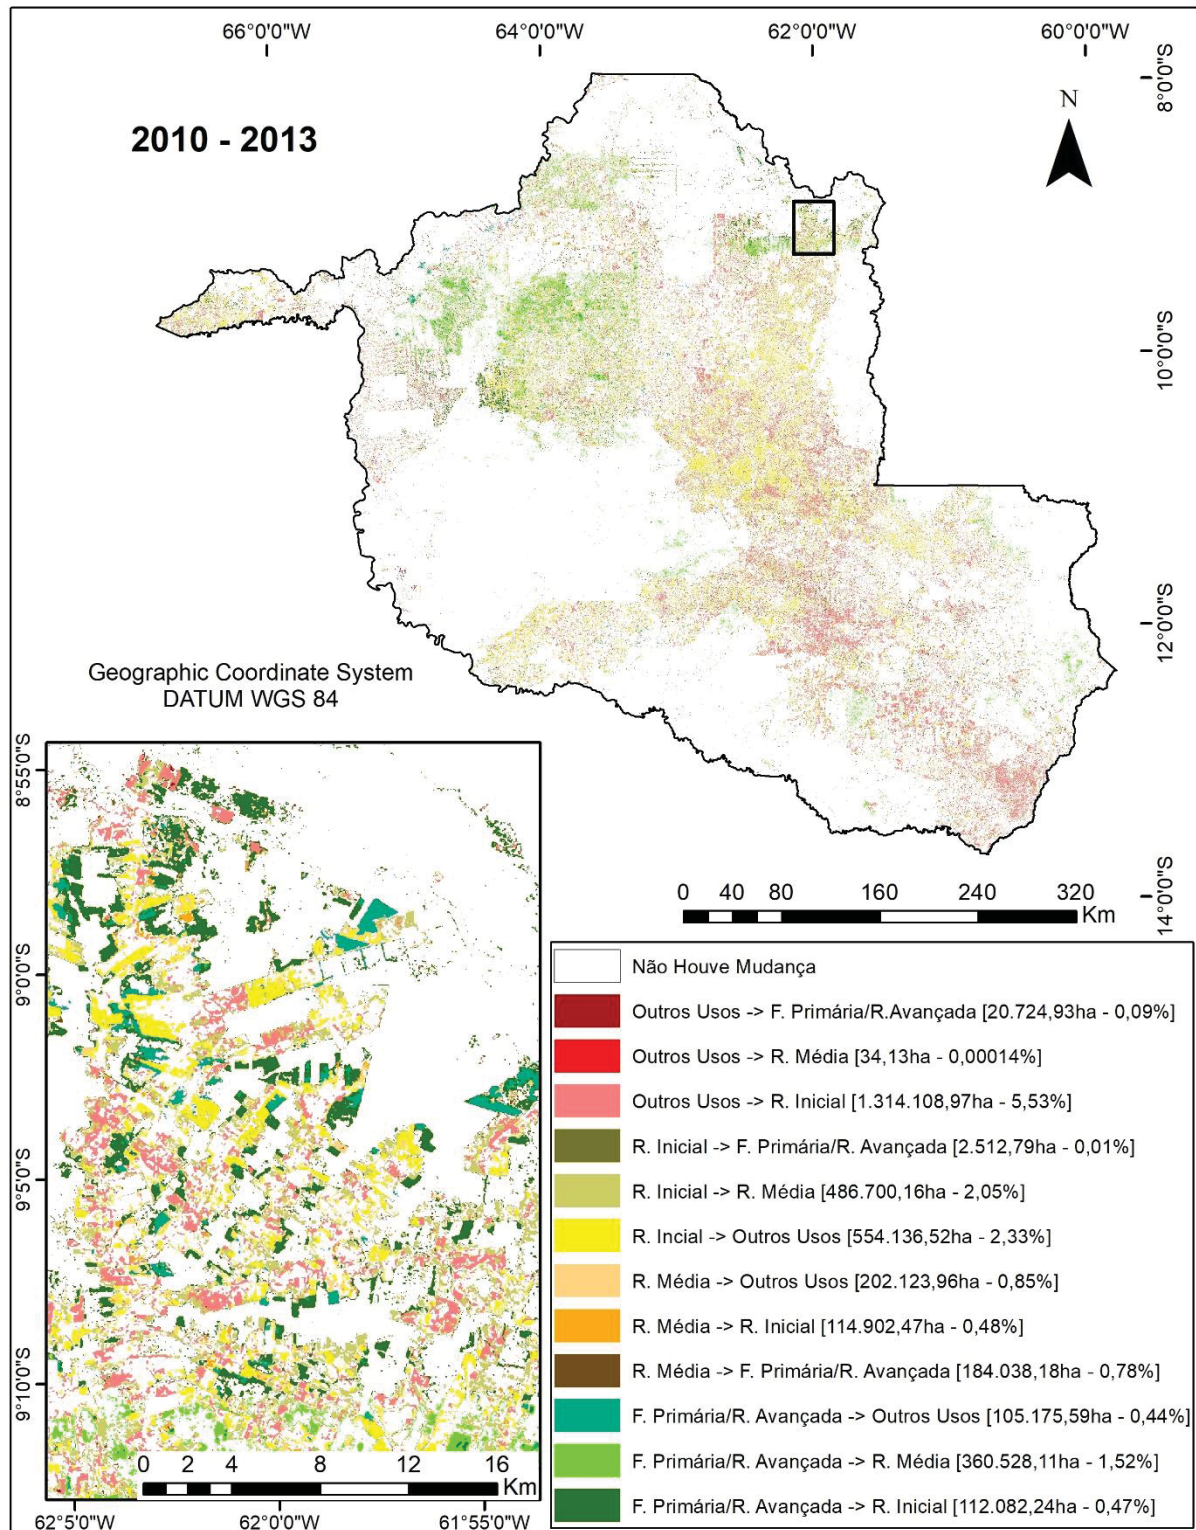 66°0'0"W 64°0'0"W 62°0'0"W 60°0'0"W
8°0'0"S
2010 - 2013
N
10°0'0"S
12°0'0"S
Geographic Coordinate System
DATUM WGS 84
14°0'0"S
0 40 80 160 240 320
Km
8°55'0"S
9°0'0"S
9°5'0"S
9°10'0"S
0 2 4 8 12 16
Km
62°5'0"W 62°0'0"W 61°55'0"W
Não Houve Mudança
Outros Usos -> F. Primária/R.Avançada [20.724,93ha - 0,09%]
Outros Usos -> R. Média [34,13ha - 0,00014%]
Outros Usos -> R. Inicial [1.314.108,97ha - 5,53%]
R. Inicial -> F. Primária/R. Avançada [2.512,79ha - 0,01%]
R. Inicial -> R. Média [486.700,16ha - 2,05%]
R. Incial -> Outros Usos [554.136,52ha - 2,33%]
R. Média -> Outros Usos [202.123,96ha - 0,85%]
R. Média -> R. Inicial [114.902,47ha - 0,48%]
R. Média -> F. Primária/R. Avançada [184.038,18ha - 0,78%]
F. Primária/R. Avançada -> Outros Usos [105.175,59ha - 0,44%]
F. Primária/R. Avançada -> R. Média [360.528,11ha - 1,52%]
F. Primária/R. Avançada -> R. Inicial [112.082,24ha - 0,47%]